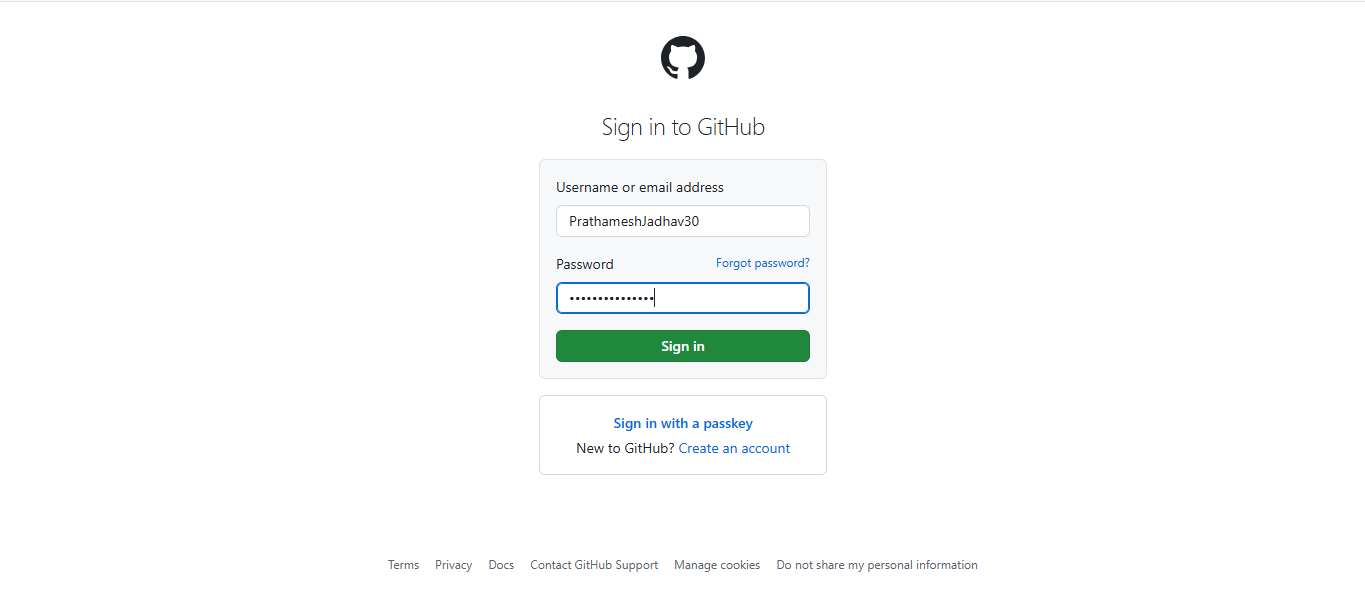 Sign in to GitHub
Username or email address
PrathameshJadhav30
Password Forgot password?
•••••••••••••••
Sign in
Sign in with a passkey
New to GitHub? Create an account
Terms Privacy Docs Contact GitHub Support Manage cookies Do not share my personal information